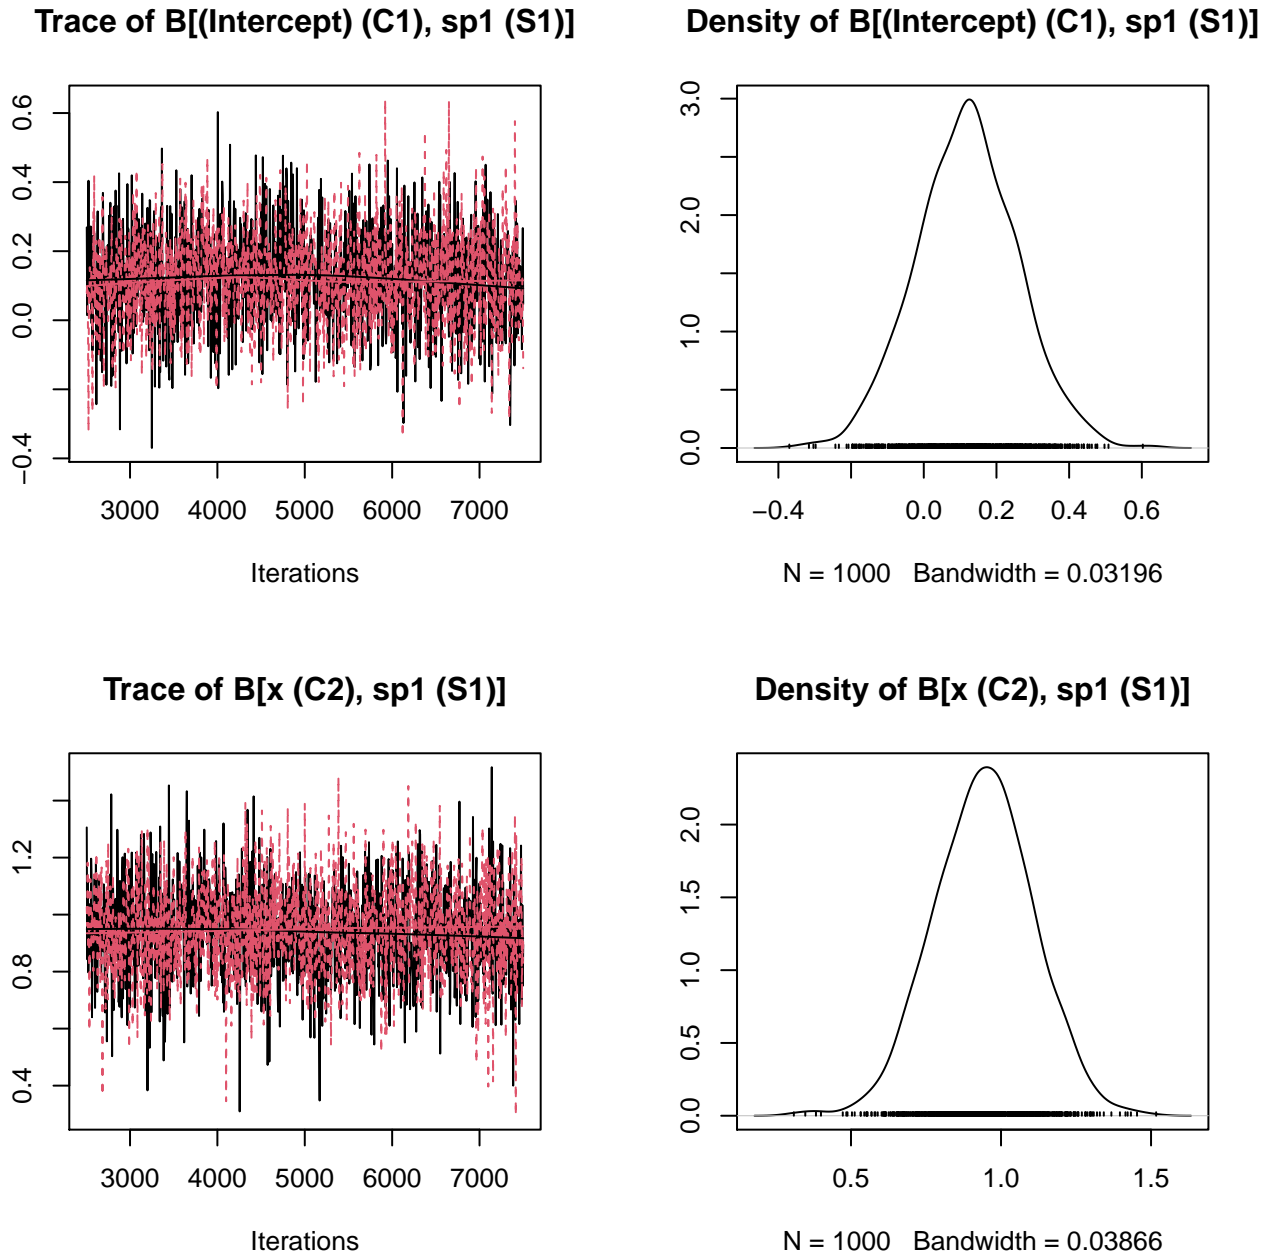 Trace of B[(Intercept) (C1), sp1 (S1)]
−0.4 0.0 0.2 0.4 0.6
3000 4000 5000 6000 7000
Iterations
Density of B[(Intercept) (C1), sp1 (S1)]
0.0 1.0 2.0 3.0
−0.4 0.0 0.2 0.4 0.6
N = 1000 Bandwidth = 0.03196
Trace of B[x (C2), sp1 (S1)]
0.4 0.8 1.2
3000 4000 5000 6000 7000
Iterations
Density of B[x (C2), sp1 (S1)]
0.0 0.5 1.0 1.5 2.0
0.5 1.0 1.5
N = 1000 Bandwidth = 0.03866